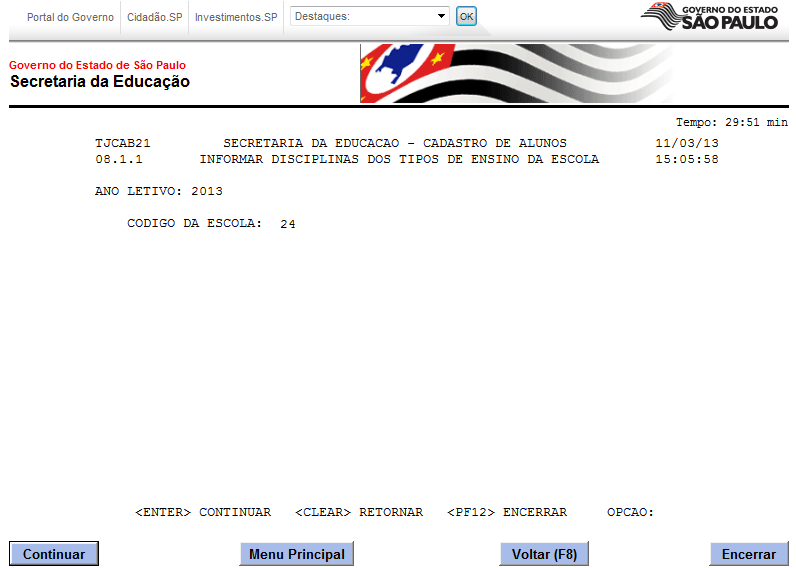 Portal do Governo Cidadão.SP Investimentos.SP Destaques: OK
GOVERNO DO ESTADO
SÃO PAULO
Governo do Estado de São Paulo
Secretaria da Educação
Tempo: 29:51 min
TJCAB21 SECRETARIA DA EDUCACAO - CADASTRO DE ALUNOS 11/03/13
08.1.1 INFORMAR DISCIPLINAS DOS TIPOS DE ENSINO DA ESCOLA 15:05:58
ANO LETIVO: 2013
CODIGO DA ESCOLA: 24
<ENTER> CONTINUAR <CLEAR> RETORNAR <PF12> ENCERRAR OPCAO:
Continuar Menu Principal Voltar (F8) Encerrar